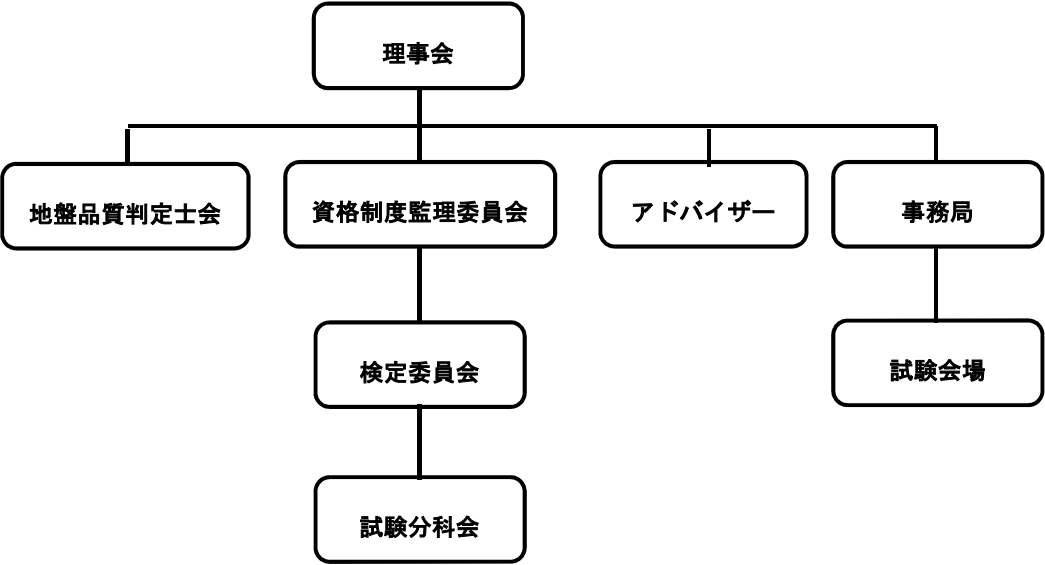 理事会
地盤品質判定士会
資格制度監理委員会
アドバイザー
事務局
検定委員会
試験会場
試験分科会